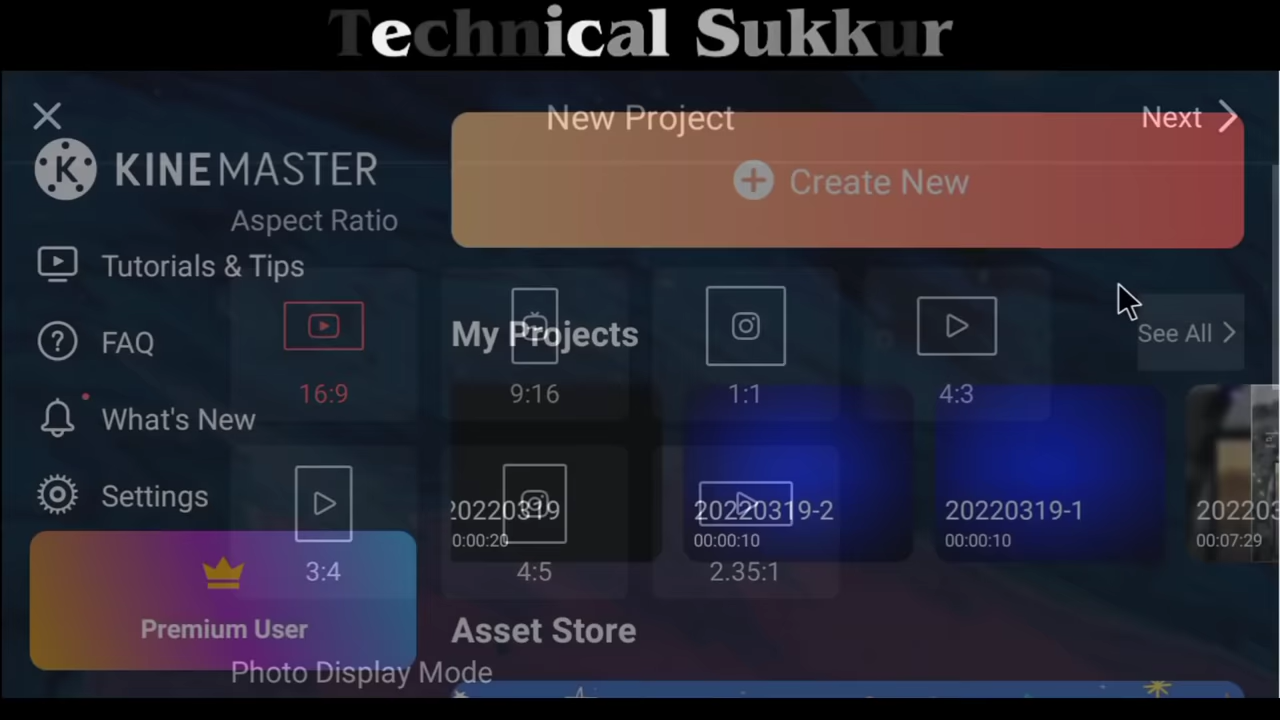 Technical Sukkur
New Project
Next
KINEMASTER
Create New
Aspect Ratio
Tutorials & Tips
My Projects
See All
FAQ
16:9
9:16
1:1
4:3
What's New
Settings
20220319
20220319-2
20220319-1
202203
00:00:20
00:00:10
00:00:10
00:07:29
3:4
4:5
2.35:1
Premium User
Asset Store
Photo Display Mode